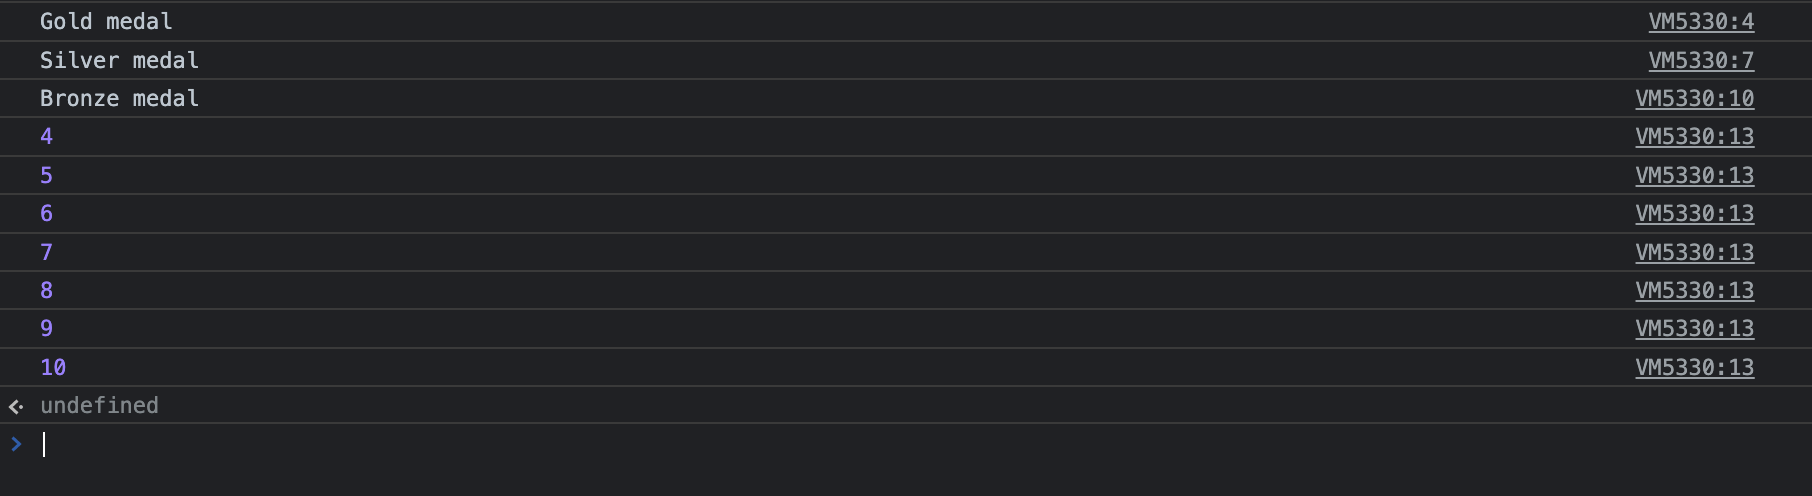 Gold medal VM5330:4
Silver medal VM5330:7
Bronze medal VM5330:10
4 VM5330:13
5 VM5330:13
6 VM5330:13
7 VM5330:13
8 VM5330:13
9 VM5330:13
10 VM5330:13
undefined